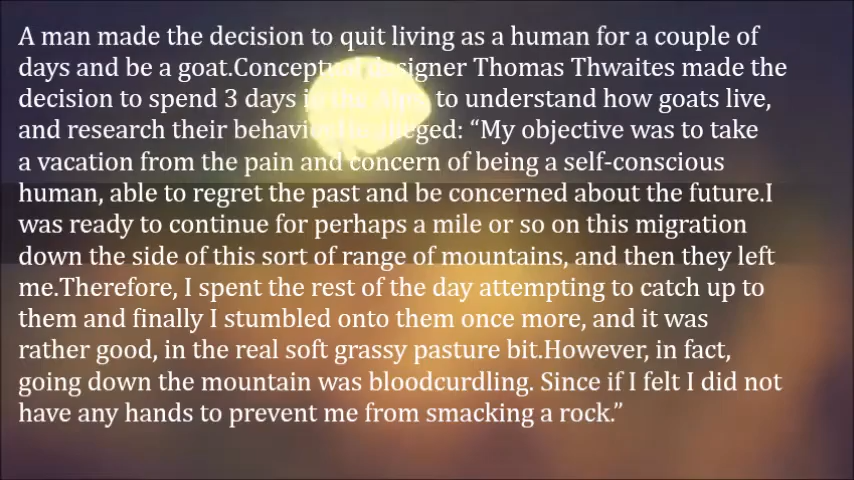 A man made the decision to quit living as a human for a couple of
days and be a goat.Conceptual designer Thomas Thwaites made the
decision to spend 3 days in the Alps, to understand how goats live,
and research their behavior.He alleged: “My objective was to take
a vacation from the pain and concern of being a self-conscious
human, able to regret the past and be concerned about the future.I
was ready to continue for perhaps a mile or so on this migration
down the side of this sort of range of mountains, and then they left
me.Therefore, I spent the rest of the day attempting to catch up to
them and finally I stumbled onto them once more, and it was
rather good, in the real soft grassy pasture bit.However, in fact,
going down the mountain was bloodcurdling. Since if I felt I did not
have any hands to prevent me from smacking a rock.”